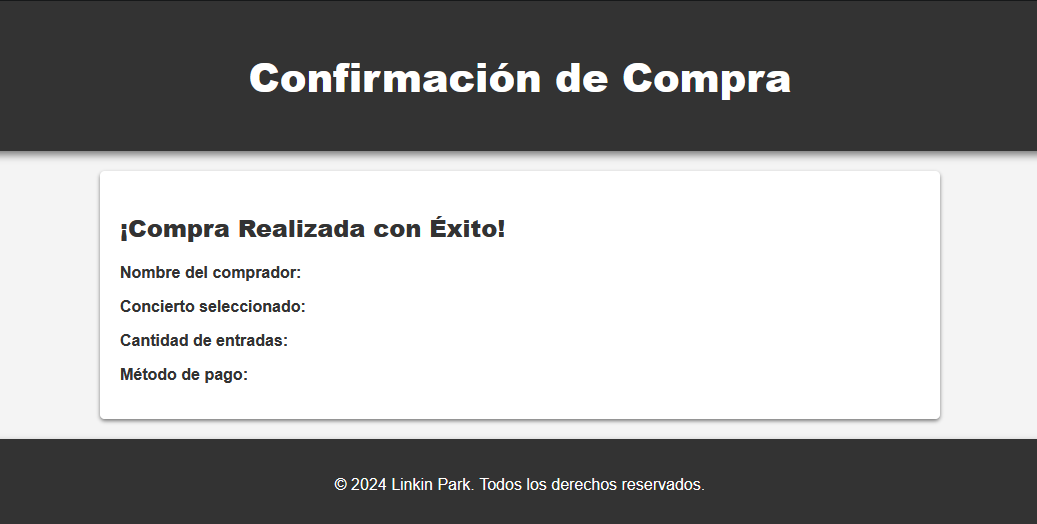 Confirmación de Compra
¡Compra Realizada con Éxito!
Nombre del comprador:
Concierto seleccionado:
Cantidad de entradas:
Método de pago:
© 2024 Linkin Park. Todos los derechos reservados.